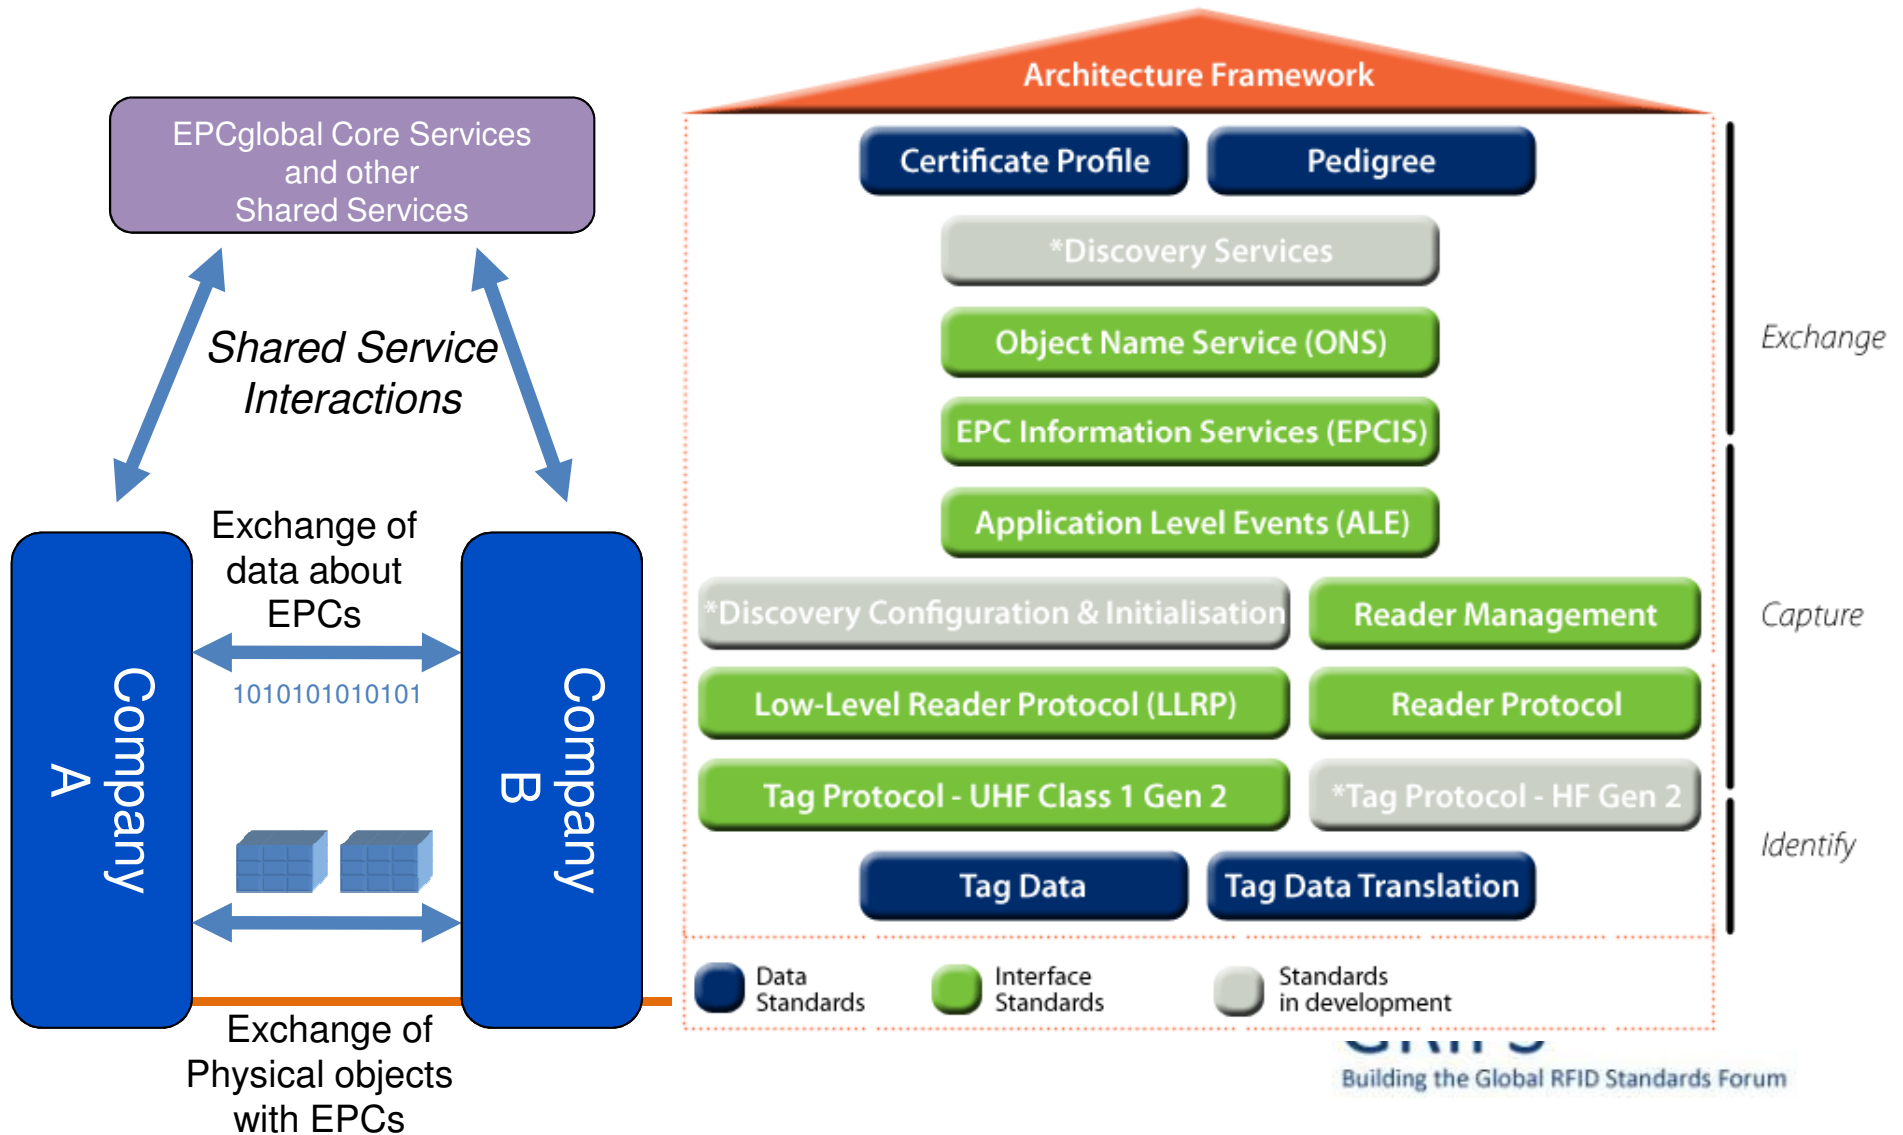 EPCglobal Core Services
and other
Shared Services
Shared Service
Interactions
Exchange of
data about
EPCs
1010101010101
Company
A
Company
B
Exchange of
Physical objects
with EPCs
Architecture Framework
Certificate Profile
Pedigree
*Discovery Services
Object Name Service (ONS)
EPC Information Services (EPCIS)
Application Level Events (ALE)
*Discovery Configuration & Initialisation
Reader Management
Low-Level Reader Protocol (LLRP)
Reader Protocol
Tag Protocol - UHF Class 1 Gen 2
*Tag Protocol - HF Gen 2
Tag Data
Tag Data Translation
Exchange
Capture
Identify
Data
Standards
Interface
Standards
Standards
in development
Building the Global RFID Standards Forum